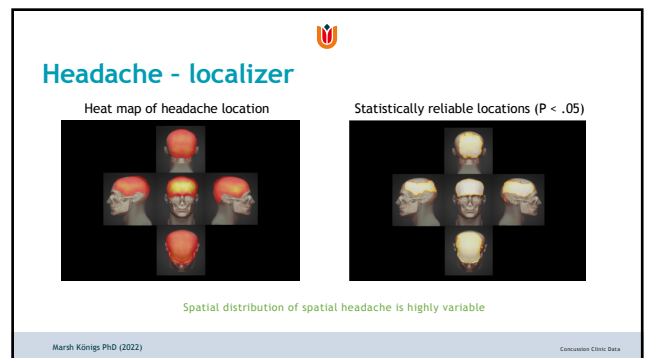 Headache - localizer
Heat map of headache location
Statistically reliable locations (P < .05)
Spatial distribution of spatial headache is highly variable
Marsh Königs PhD (2022)
Concussion Clinic Data